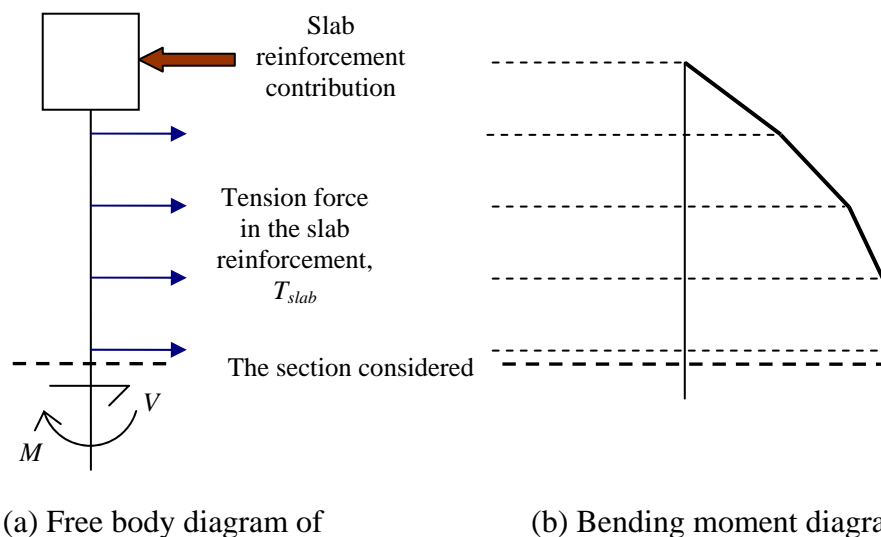 Slab
reinforcement
contribution
Tension force
in the slab
reinforcement,
Tslab
The section considered
V
M
(a) Free body diagram of
(b) Bending moment diagra